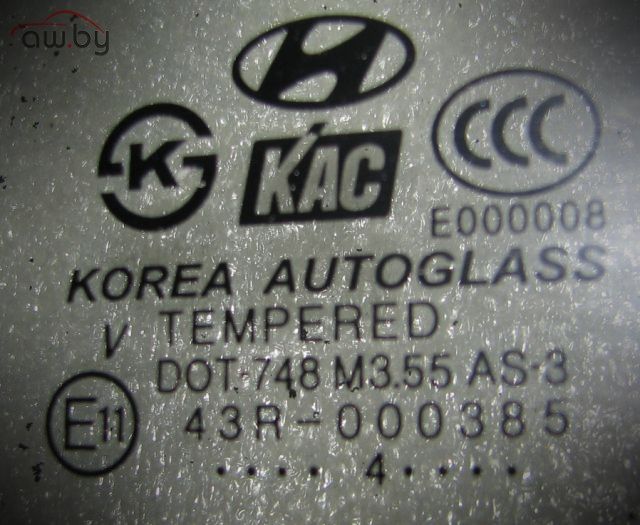 aw.by
K
KAC
CCC
E000008
KOREA AUTOGLASS
V TEMPERED
DOT-748 M3.55 AS-3
E11 43R-000385
.... 4 ....